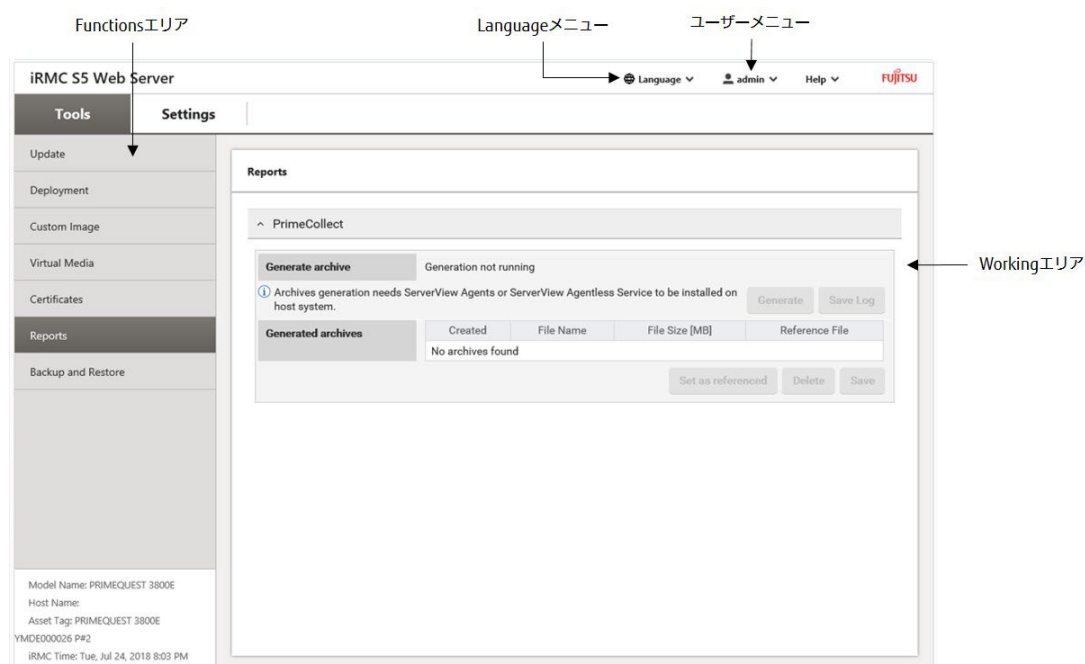 Functionsエリア
Languageメニュー
ユーザーメニュー
iRMC S5 Web Server
Language
admin
Help
FUJITSU
Tools
Settings
Update
Deployment
Custom Image
Virtual Media
Certificates
Reports
Backup and Restore
Reports
PrimeCollect
Generate archive
Generation not running
Archives generation needs ServerView Agents or ServerView Agentless Service to be installed on
host system.
Generate
Save Log
Generated archives
Created
File Name
File Size [MB]
Reference File
No archives found
Set as referenced
Delete
Save
Workingエリア
Model Name: PRIMEQUEST 3800E
Host Name:
Asset Tag: PRIMEQUEST 3800E
YMDE000026 P#2
iRMC Time: Tue, Jul 24, 2018 8:03 PM